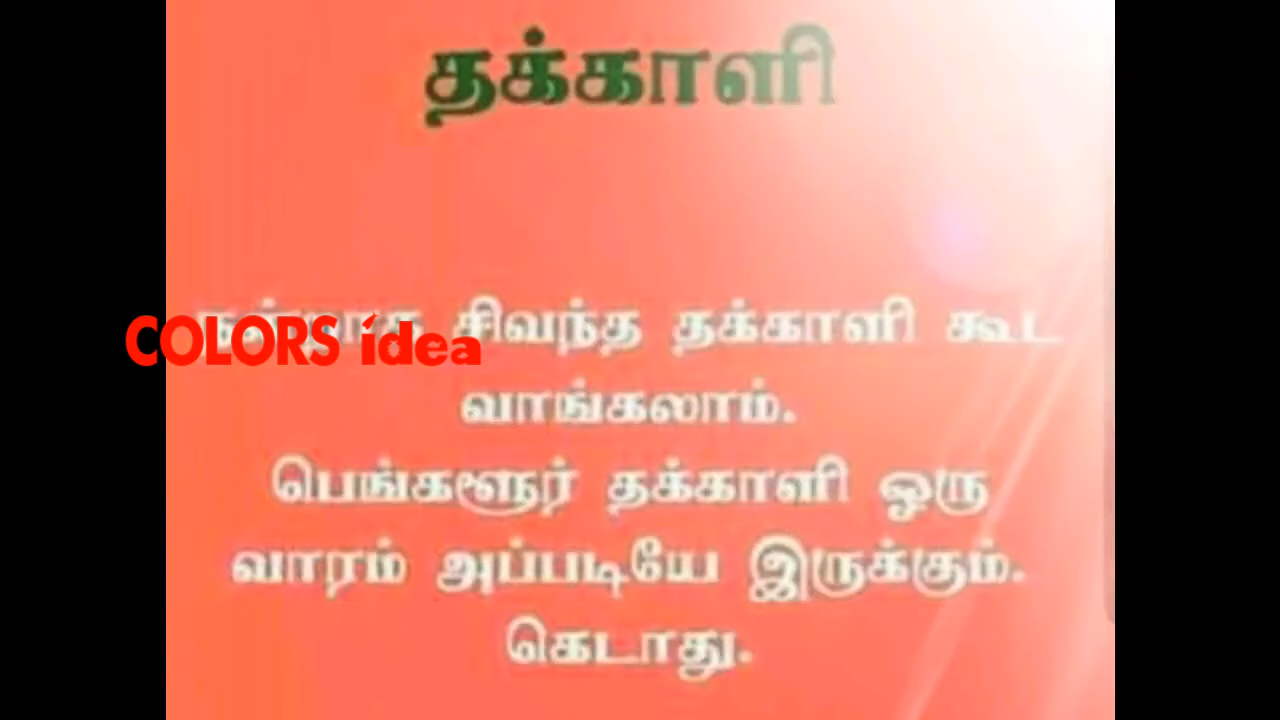 தக்காளி
சிவந்த தக்காளி கூட
COLORS idea
வாங்கலாம்.
பெங்களூர் தக்காளி ஒரு
வாரம் அப்படியே இருக்கும்.
கெடாது.